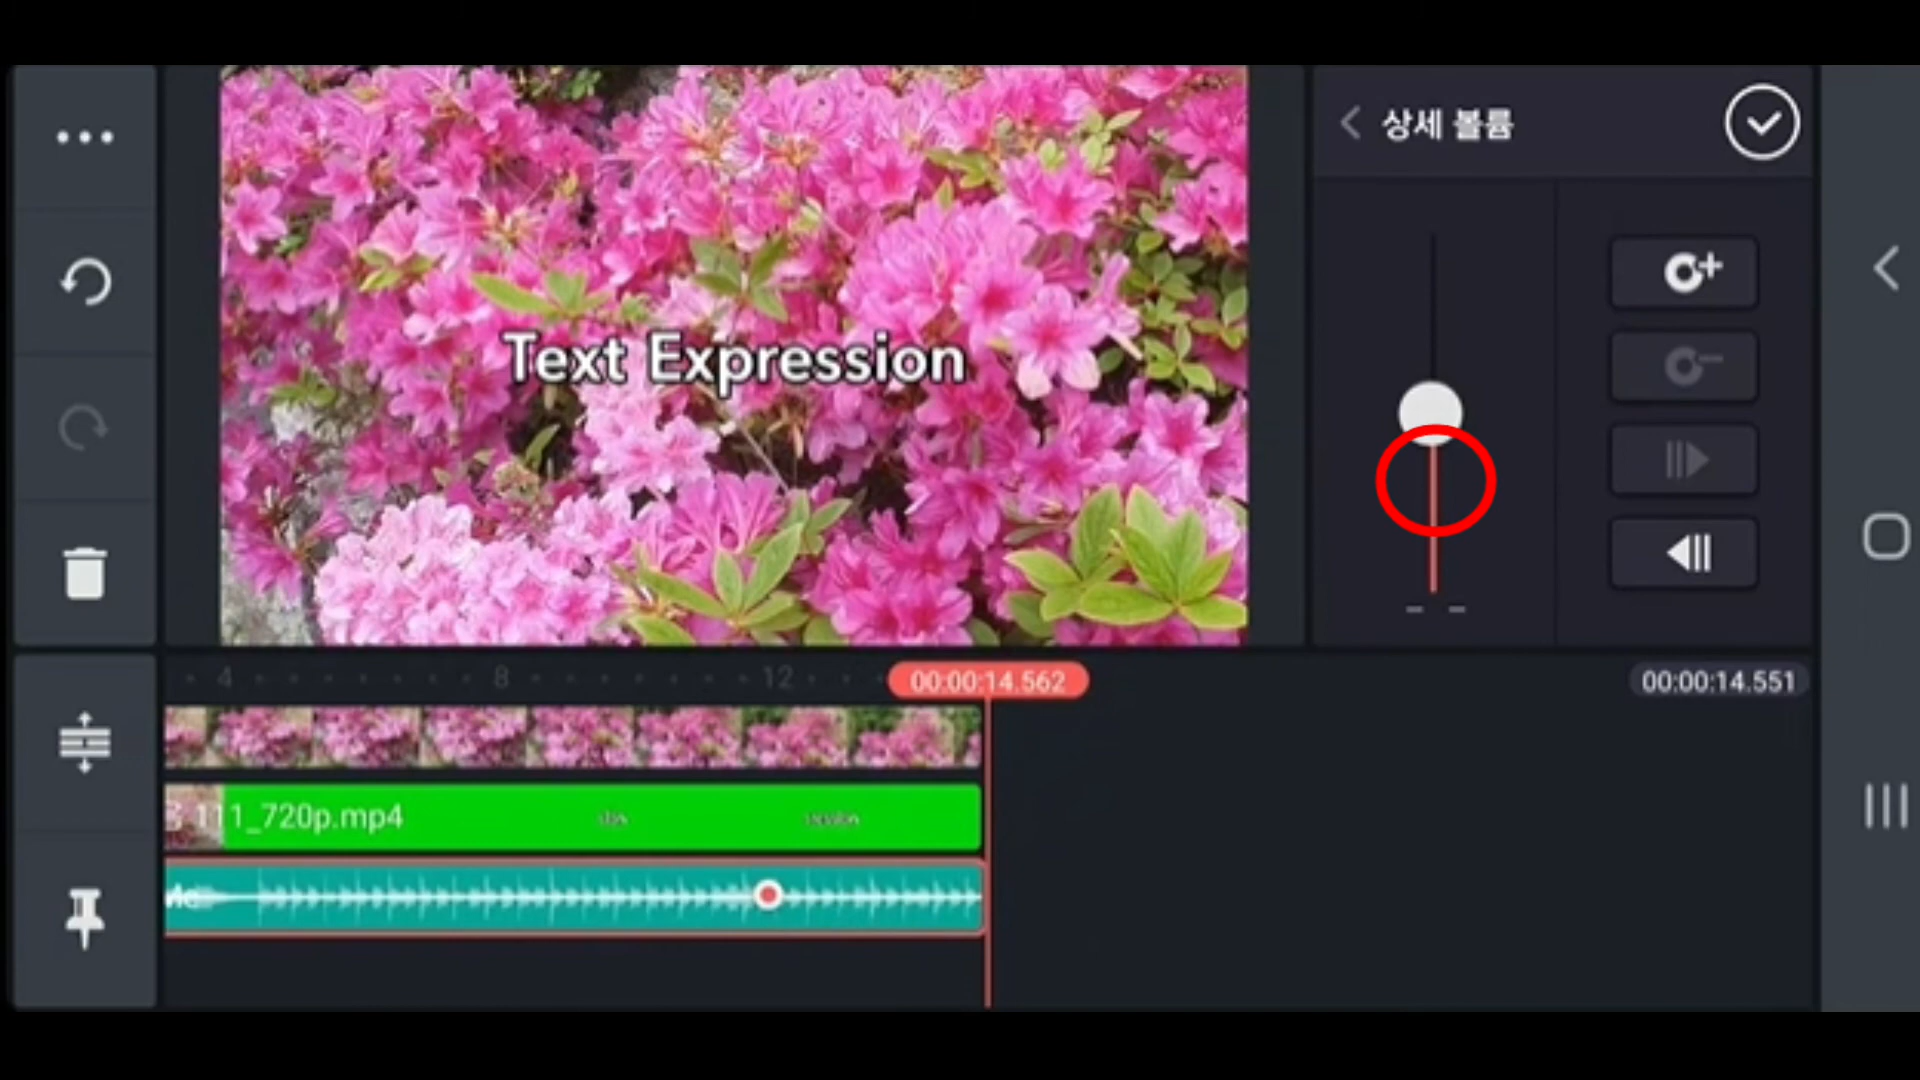 상세 볼륨
Text Expression
4
8
12
00:00:14.562
00:00:14.551
111_720p.mp4